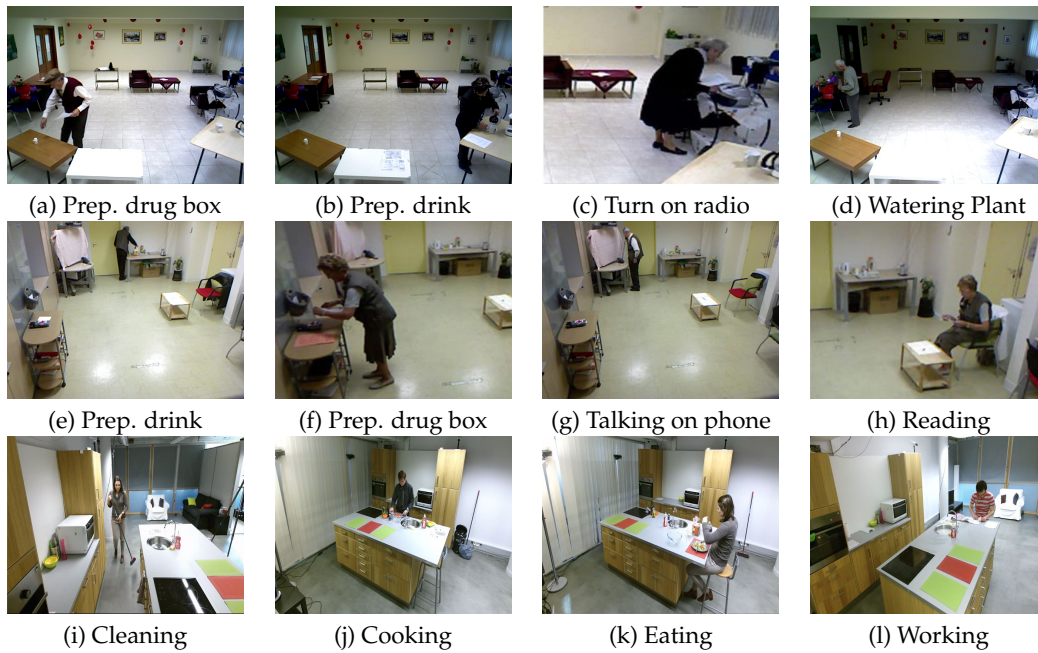 (a) Prep. drug box
(b) Prep. drink
(c) Turn on radio
(d) Watering Plant
(e) Prep. drink
(f) Prep. drug box
(g) Talking on phone
(h) Reading
(i) Cleaning
(j) Cooking
(k) Eating
(l) Working